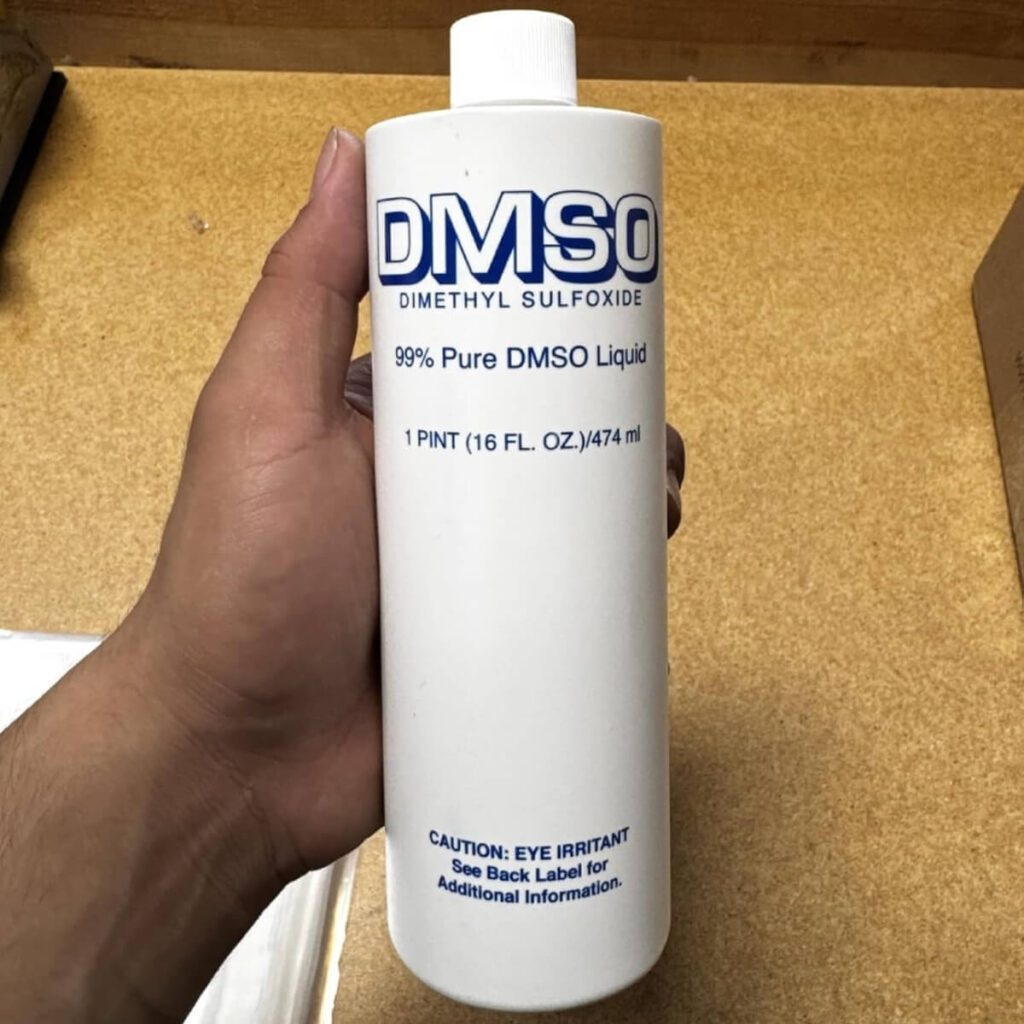 DMSO
DIMETHYL SULFOXIDE
99% Pure DMSO Liquid
1 PINT (16 FL. OZ.)/474 ml
CAUTION: EYE IRRITANT
See Back Label for
Additional Information.